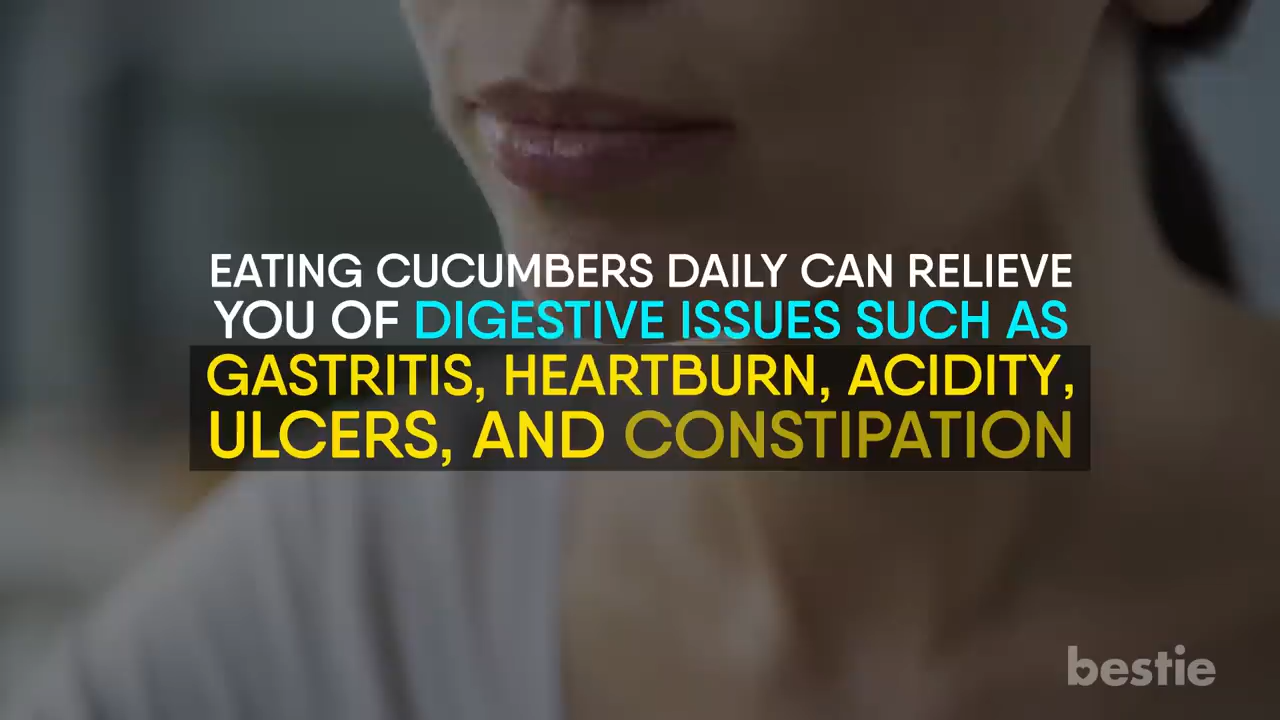 EATING CUCUMBERS DAILY CAN RELIEVE
YOU OF DIGESTIVE ISSUES SUCH AS
GASTRITIS, HEARTBURN, ACIDITY,
ULCERS, AND CONSTIPATION
bestie